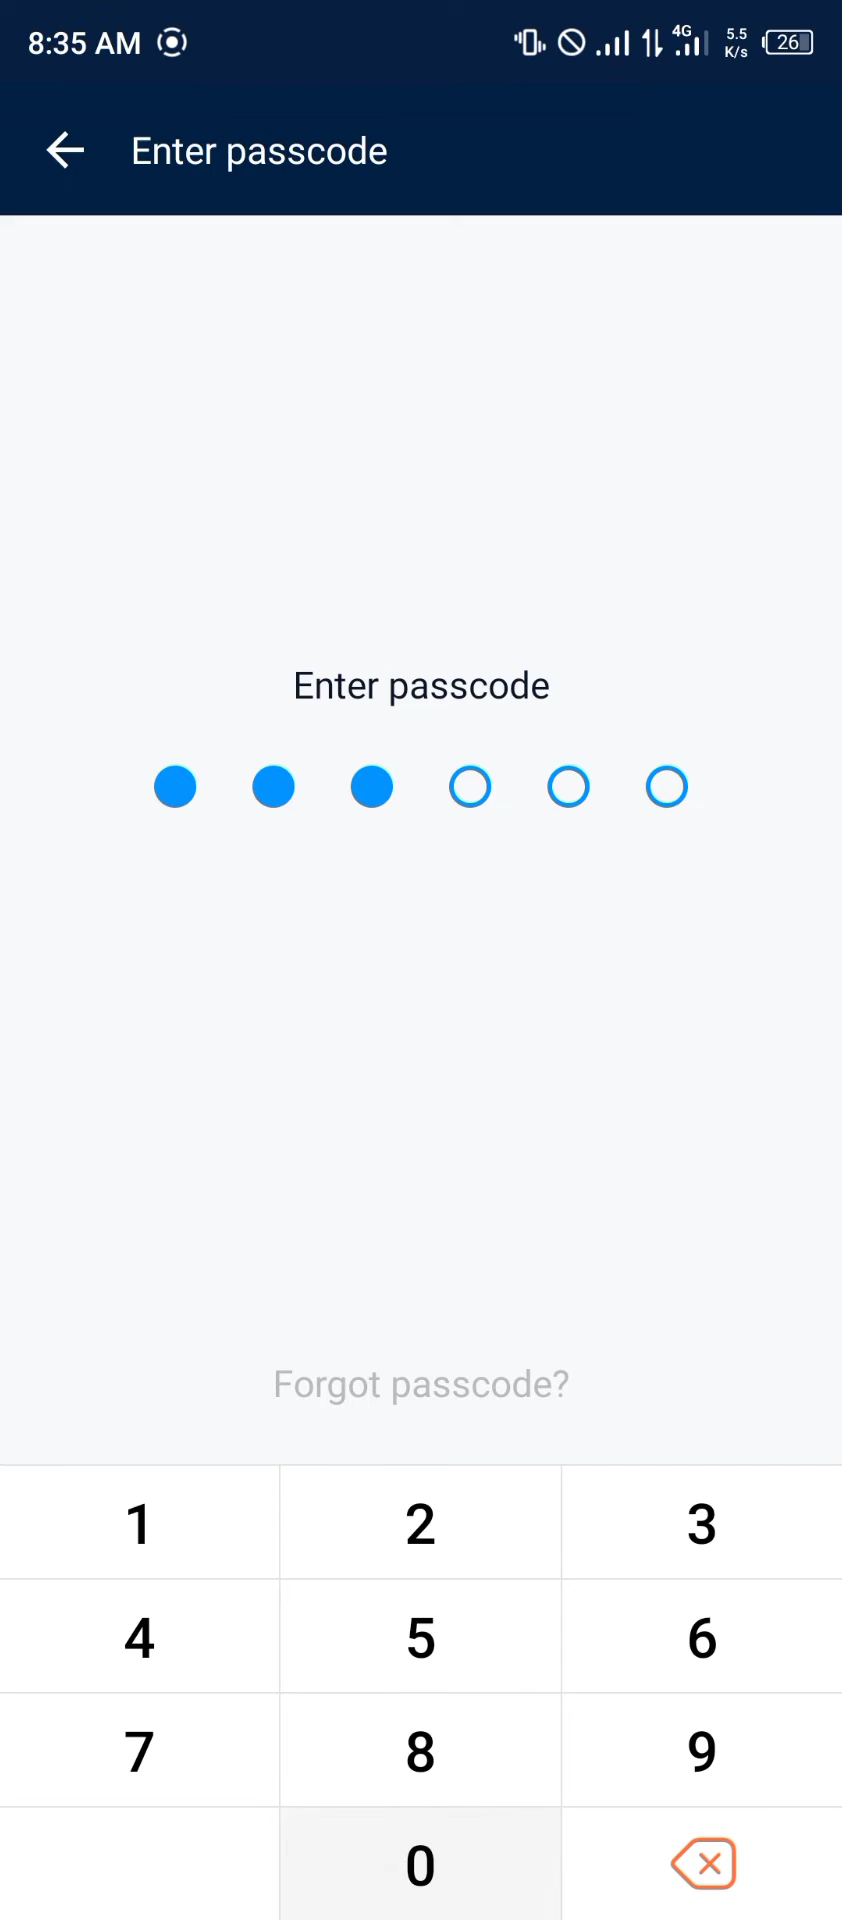 8:35 AM 4G 5.5 K/s 26
Enter passcode
Enter passcode
Forgot passcode?
1 2 3
4 5 6
7 8 9
0